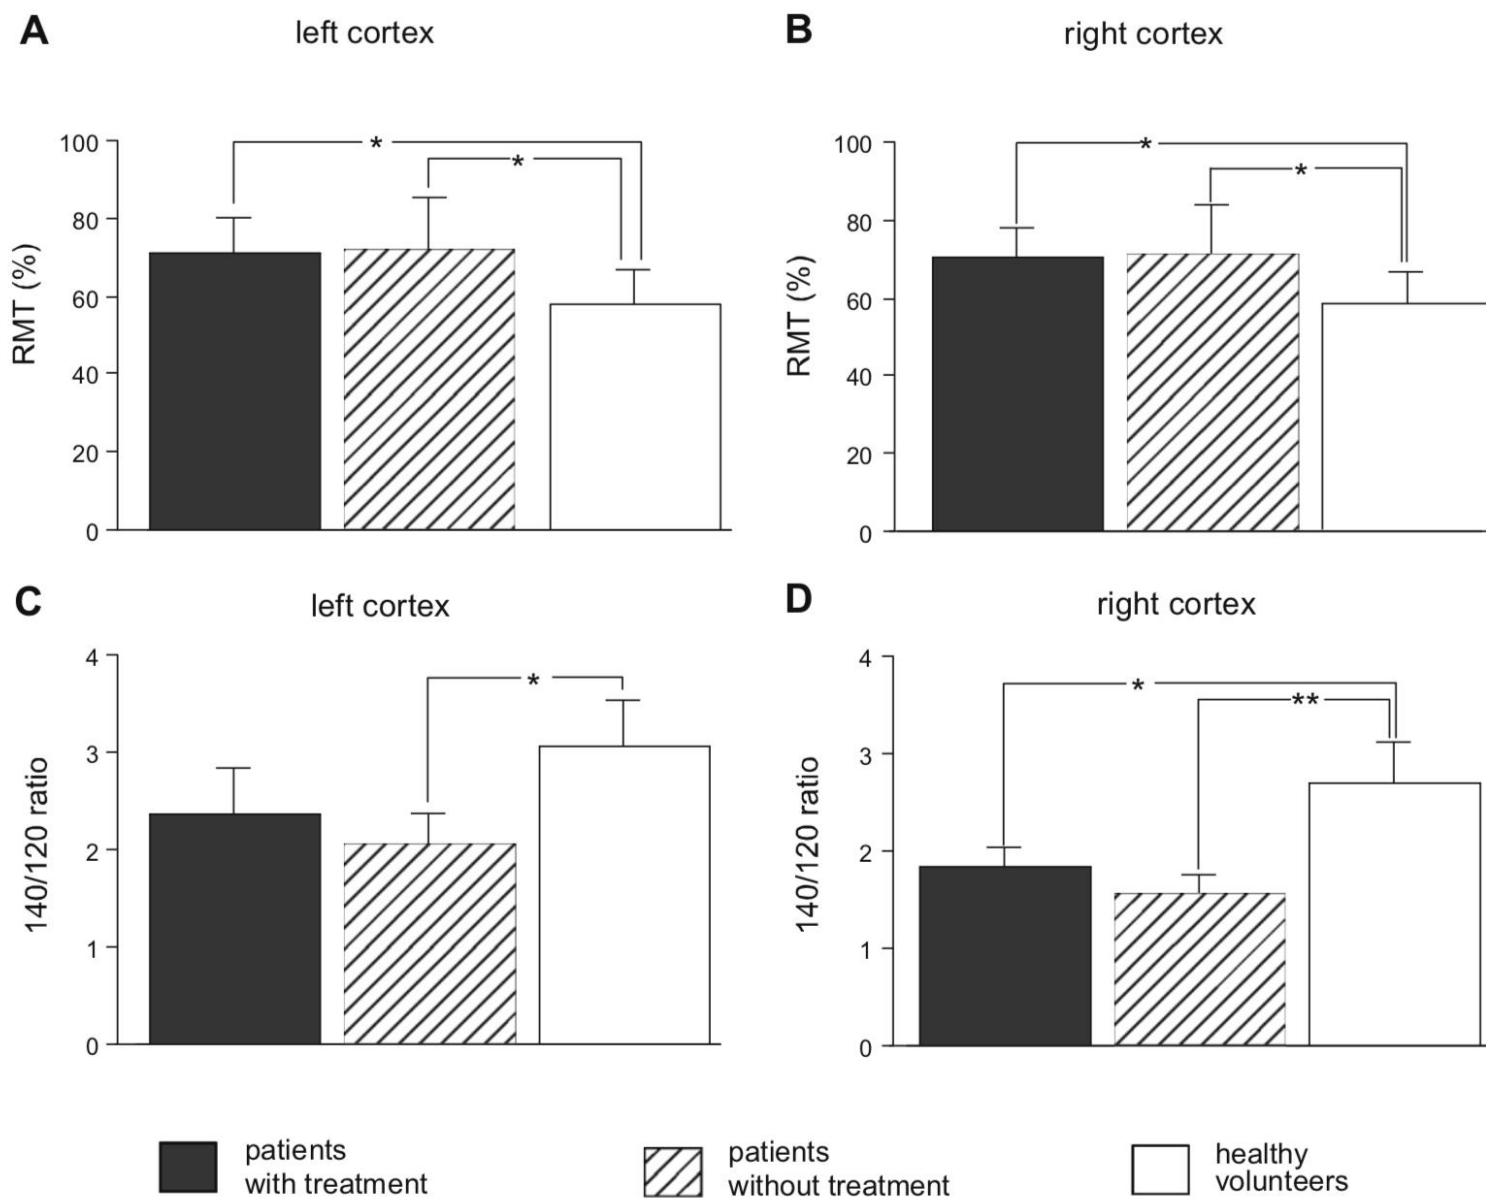 A
left cortex
RMT (%)
100
80
60
40
20
0
*
*
B
right cortex
RMT (%)
100
80
60
40
20
0
*
*
C
left cortex
140/120 ratio
4
3
2
1
0
*
D
right cortex
140/120 ratio
4
3
2
1
0
*
**
patients
with treatment
patients
without treatment
healthy
volunteers